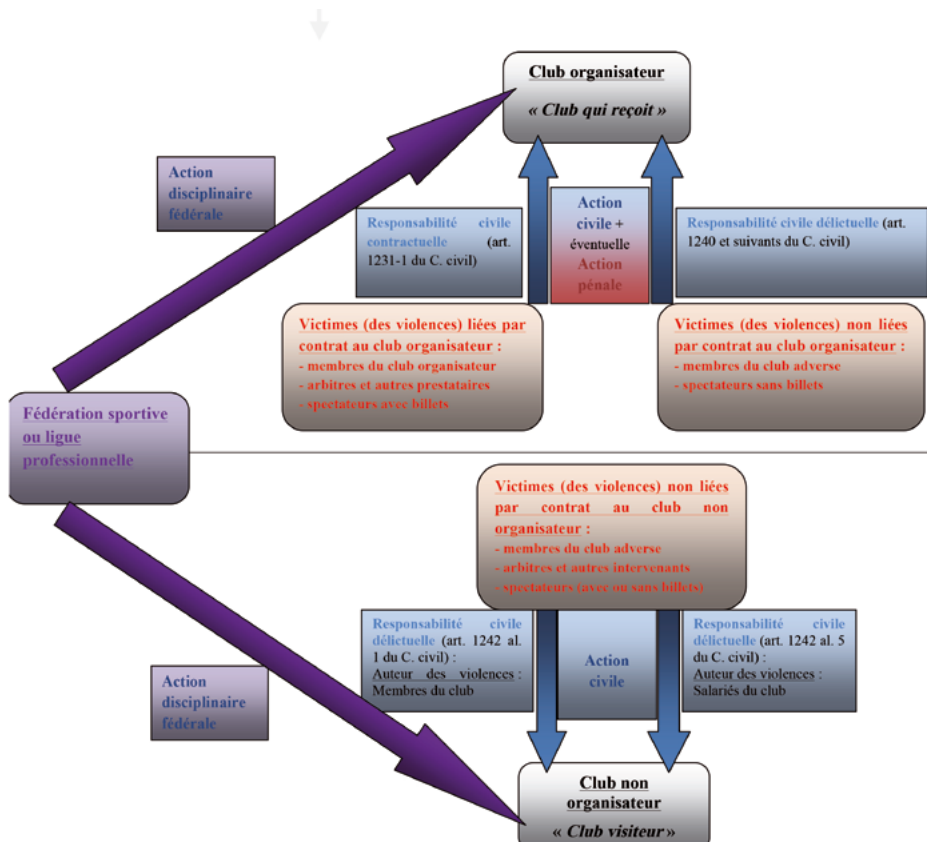 Club organisateur
« Club qui reçoit »
Action
disciplinaire
fédérale
Responsabilité civile
contractuelle (art.
1231-1 du C. civil)
Action
civile +
éventuelle
Action
pénale
Responsabilité civile délictuelle (art.
1240 et suivants du C. civil)
Victimes (des violences) liées par
contrat au club organisateur :
- membres du club organisateur
- arbitres et autres prestataires
- spectateurs avec billets
Victimes (des violences) non liées
par contrat au club organisateur :
- membres du club adverse
- spectateurs sans billets
Fédération sportive
ou ligue
professionnelle
Victimes (des violences) non liées
par contrat au club non
organisateur :
- membres du club adverse
- arbitres et autres intervenants
- spectateurs (avec ou sans billets)
Responsabilité civile
délictuelle (art. 1242 al.
1 du C. civil) :
Auteur des violences :
Membres du club
Action
civile
Responsabilité civile
délictuelle (art. 1242 al. 5
du C. civil) :
Auteur des violences :
Salariés du club
Action
disciplinaire
fédérale
Club non
organisateur
« Club visiteur »